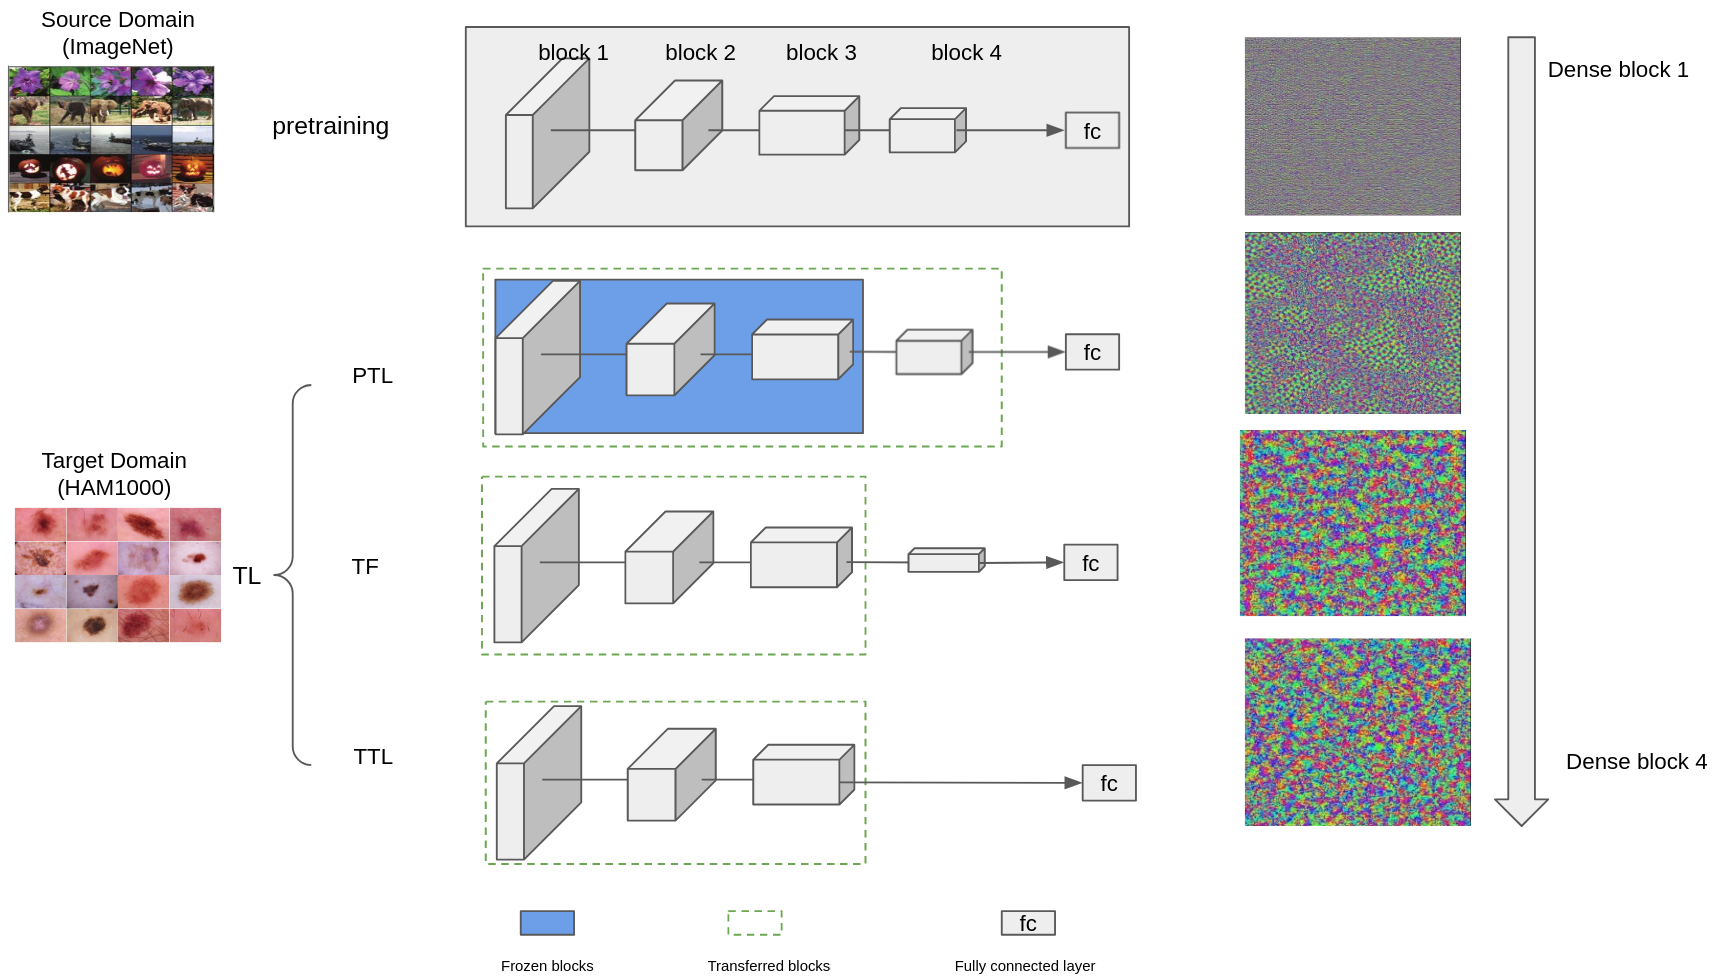 Source Domain
(ImageNet)
pretraining
block 1
block 2
block 3
block 4
fc
Dense block 1
PTL
fc
Target Domain
(HAM1000)
TL
TF
fc
TTL
fc
Dense block 4
fc
Frozen blocks
Transferred blocks
Fully connected layer